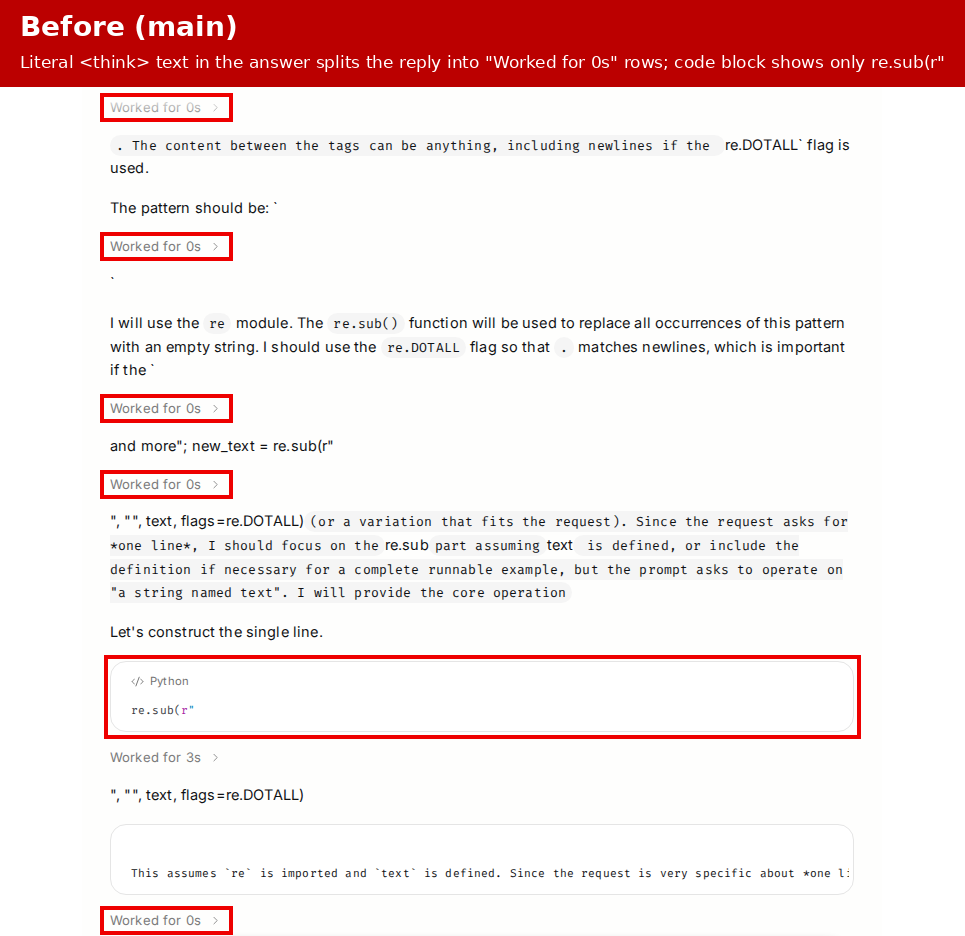 Before (main)
Literal <think> text in the answer splits the reply into "Worked for 0s" rows; code block shows only re.sub(r"
Worked for 0s
. The content between the tags can be anything, including newlines if the re.DOTALL` flag is
used.
The pattern should be: `
Worked for 0s
`
I will use the re module. The re.sub() function will be used to replace all occurrences of this pattern
with an empty string. I should use the re.DOTALL flag so that . matches newlines, which is important
if the `
Worked for 0s
and more"; new_text = re.sub(r"
Worked for 0s
", "", text, flags=re.DOTALL) (or a variation that fits the request). Since the request asks for
*one line*, I should focus on the re.sub part assuming text is defined, or include the
definition if necessary for a complete runnable example, but the prompt asks to operate on
"a string named text". I will provide the core operation
Let's construct the single line.
</> Python
re.sub(r"
Worked for 3s
", "", text, flags=re.DOTALL)
This assumes `re` is imported and `text` is defined. Since the request is very specific about *one li
Worked for 0s